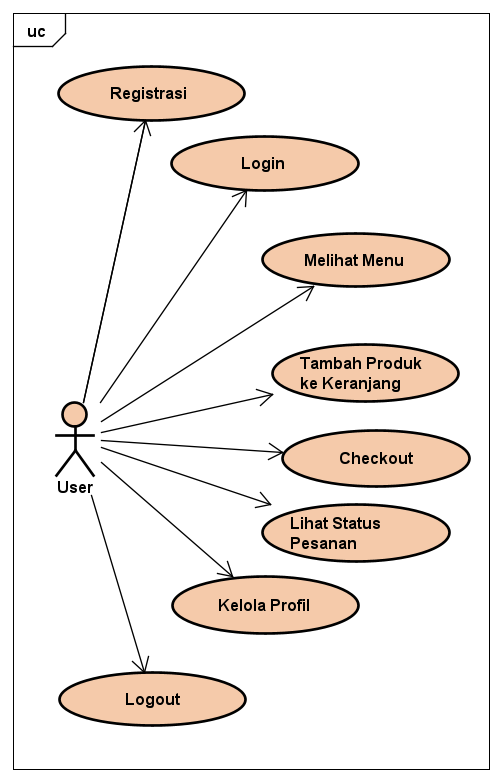 uc
Registrasi
Login
Melihat Menu
Tambah Produk
ke Keranjang
Checkout
User
Lihat Status
Pesanan
Kelola Profil
Logout